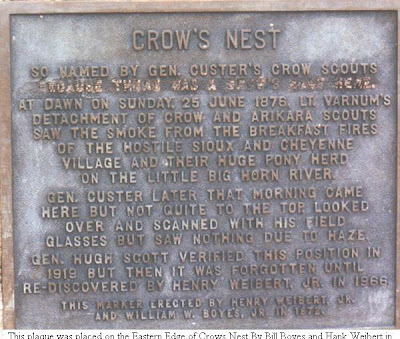 CROW'S NEST
SO NAMED BY GEN. CUSTER'S CROW SCOUTS
BECAUSE THERE WAS A CROW'S NEST HERE.
AT DAWN ON SUNDAY, 25 JUNE 1876, LT. VARNUM'S
DETACHMENT OF CROW AND ARIKARA SCOUTS
SAW THE SMOKE FROM THE BREAKFAST FIRES
OF THE HOSTILE SIOUX AND CHEYENNE
VILLAGE AND THEIR HUGE PONY HERD
ON THE LITTLE BIG HORN RIVER.
GEN. CUSTER LATER THAT MORNING CAME
HERE BUT NOT QUITE TO THE TOP, LOOKED
OVER AND SCANNED WITH HIS FIELD
GLASSES BUT SAW NOTHING DUE TO HAZE.
GEN. HUGH SCOTT VERIFIED THIS POSITION IN
1919 BUT THEN IT WAS FORGOTTEN UNTIL
RE-DISCOVERED BY HENRY WEIBERT, JR. IN 1966
THIS MARKER ERECTED BY HENRY WEIBERT, JR.
AND WILLIAM W. BOYES, JR. IN
This plaque was placed on the Eastern Edge of Crows Nest By Bill Boyes and Hank Weibert in